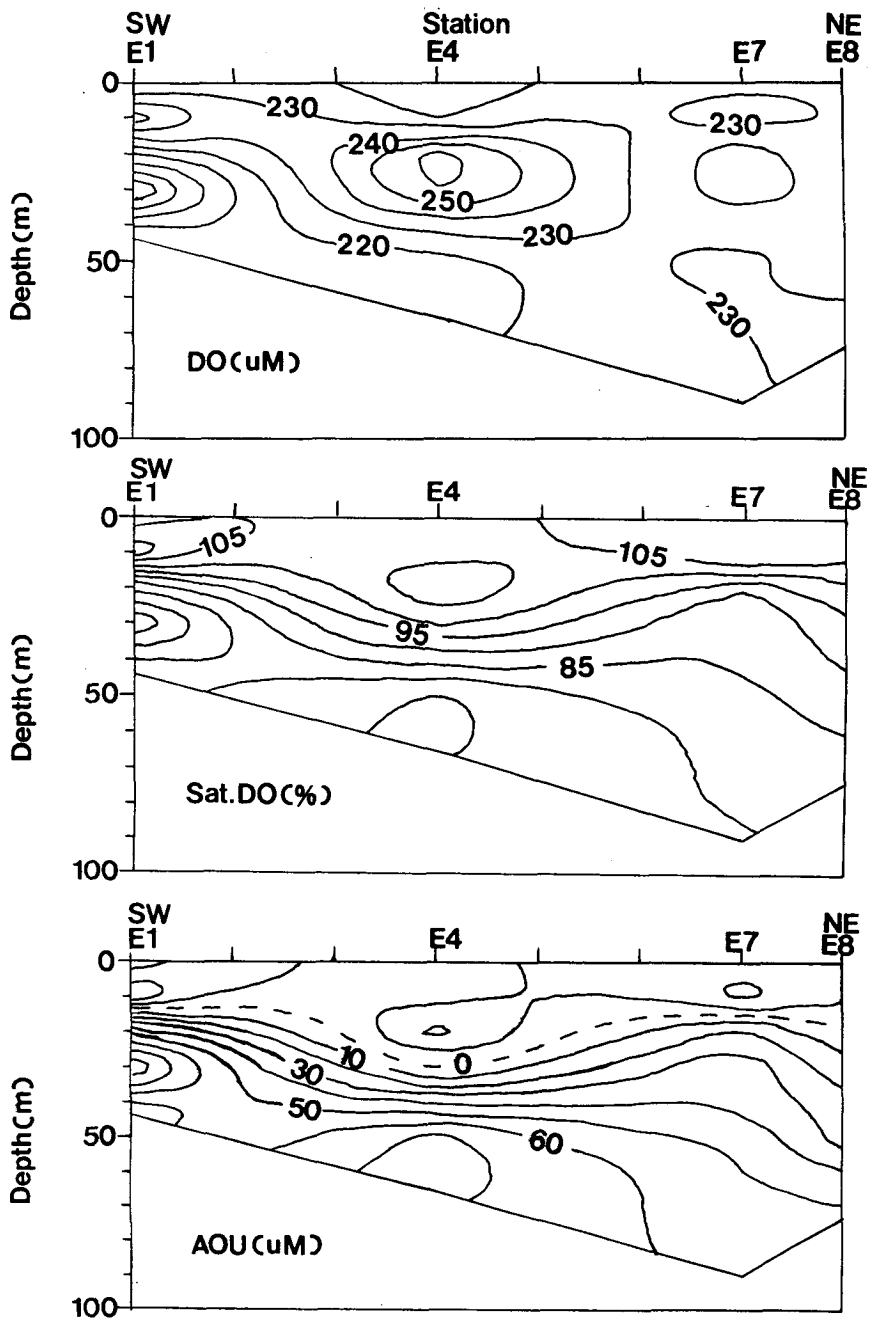 SW Station NE
E1 E4 E7 E8
0
230
240
230
250
220
230
50
230
Depth(m)
DO(uM)
100
SW NE
E1 E4 E7 E8
0
105
105
95
85
50
Depth(m)
Sat.DO(%)
100
SW NE
E1 E4 E7 E8
0
10
0
30
50
50
60
Depth(m)
AOU(uM)
100